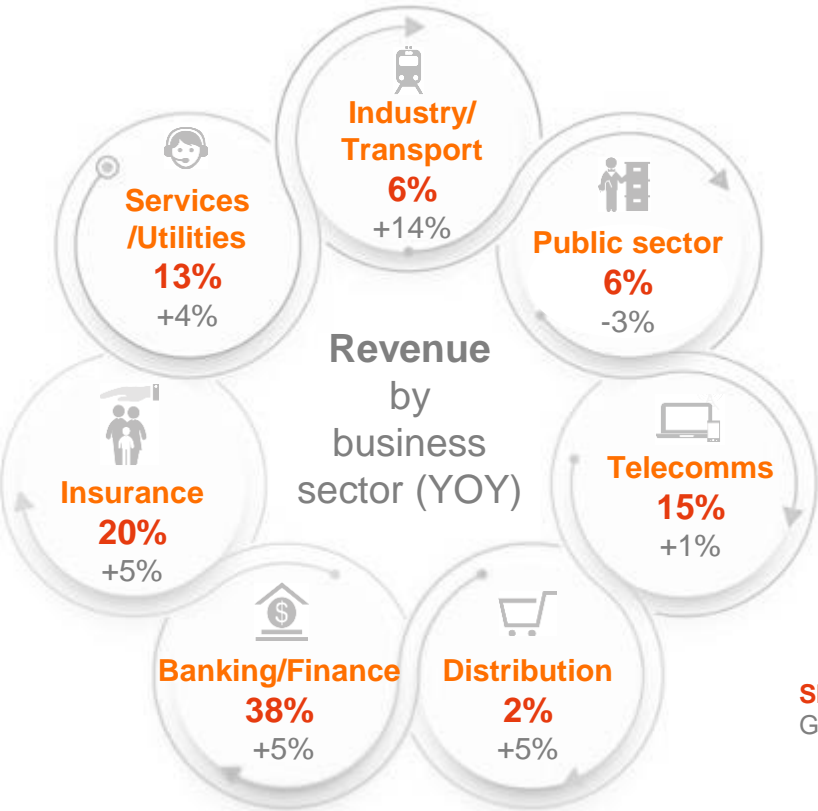 Industry/
Transport
6%
+14%
Public sector
6%
-3%
Telecomms
15%
+1%
Distribution
2%
+5%
Banking/Finance
38%
+5%
Insurance
20%
+5%
Services
/Utilities
13%
+4%
Revenue
by
business
sector (YOY)
$